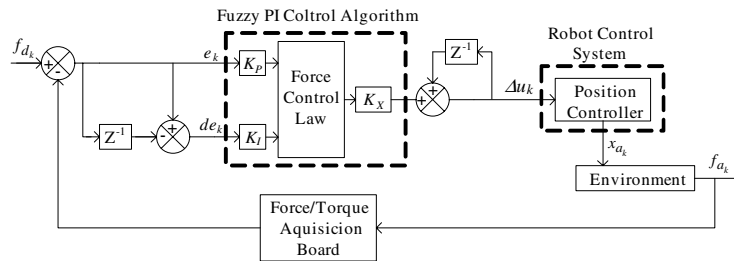 Fuzzy PI Coltrol Algorithm
Robot Control
System
f_{d_k}
+
-
e_k
K_P
Force
Control
Law
K_X
Z^{-1}
+
+
Δu_k
Position
Controller
Z^{-1}
-
+
de_k
K_I
x_{a_k}
f_{a_k}
Environment
Force/Torque
Aquisicion
Board